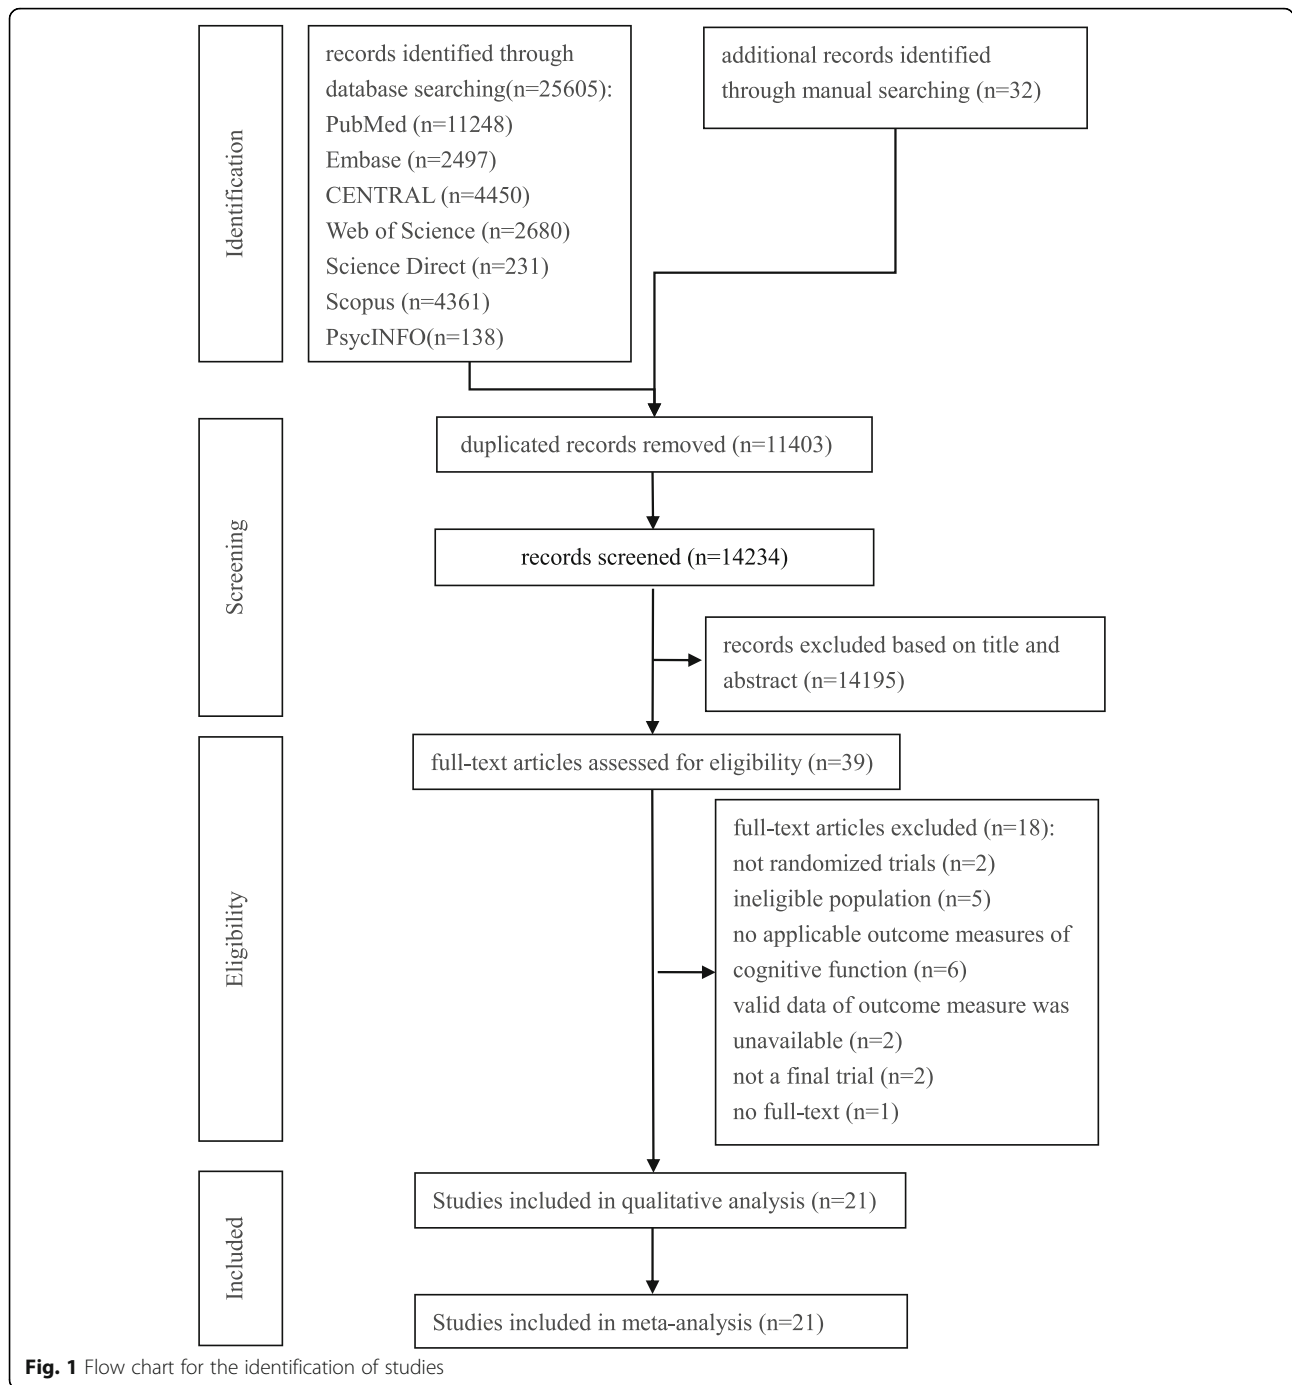 Identification
records identified through
database searching(n=25605):
PubMed (n=11248)
Embase (n=2497)
CENTRAL (n=4450)
Web of Science (n=2680)
Science Direct (n=231)
Scopus (n=4361)
PsycINFO(n=138)
additional records identified
through manual searching (n=32)
Screening
duplicated records removed (n=11403)
records screened (n=14234)
records excluded based on title and
abstract (n=14195)
Eligibility
full-text articles assessed for eligibility (n=39)
full-text articles excluded (n=18):
not randomized trials (n=2)
ineligible population (n=5)
no applicable outcome measures of
cognitive function (n=6)
valid data of outcome measure was
unavailable (n=2)
not a final trial (n=2)
no full-text (n=1)
Included
Studies included in qualitative analysis (n=21)
Studies included in meta-analysis (n=21)
Fig. 1 Flow chart for the identification of studies